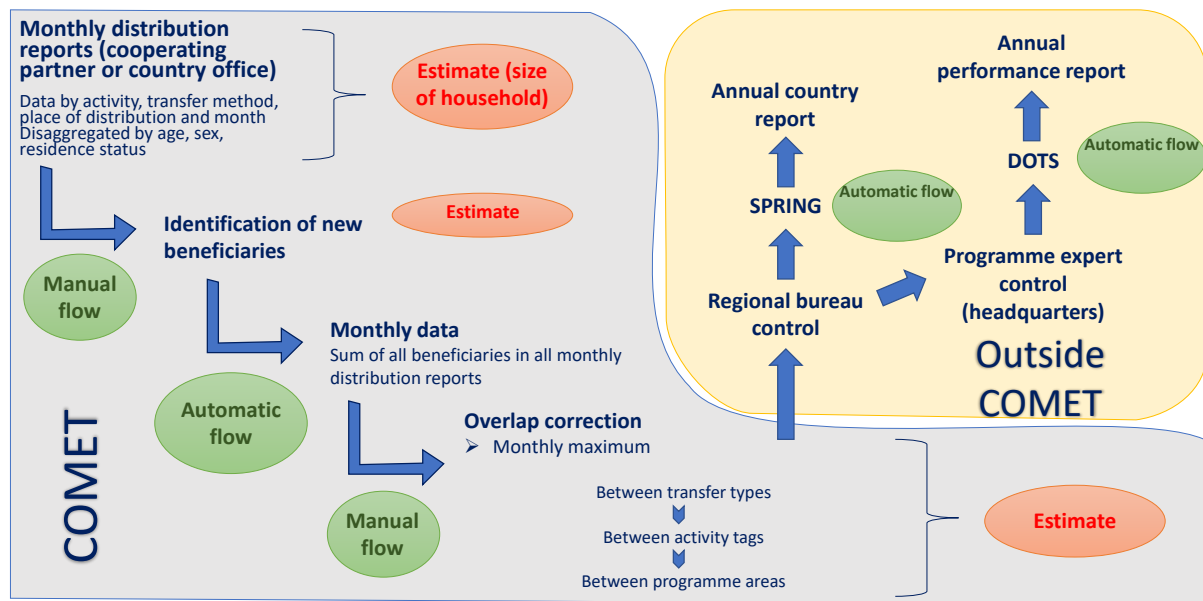 Monthly distribution
reports (cooperating
partner or country office)
Data by activity, transfer method,
place of distribution and month
Disaggregated by age, sex,
residence status
Estimate (size
of household)
Identification of new
beneficiaries
Estimate
Manual
flow
Monthly data
Sum of all beneficiaries in all monthly
distribution reports
Automatic
flow
Overlap correction
➢ Monthly maximum
Manual
flow
Between transfer types
Between activity tags
Between programme areas
Estimate
COMET
Annual country
report
SPRING
Automatic flow
Regional bureau
control
Annual
performance report
DOTS
Automatic flow
Programme expert
control
(headquarters)
Outside
COMET